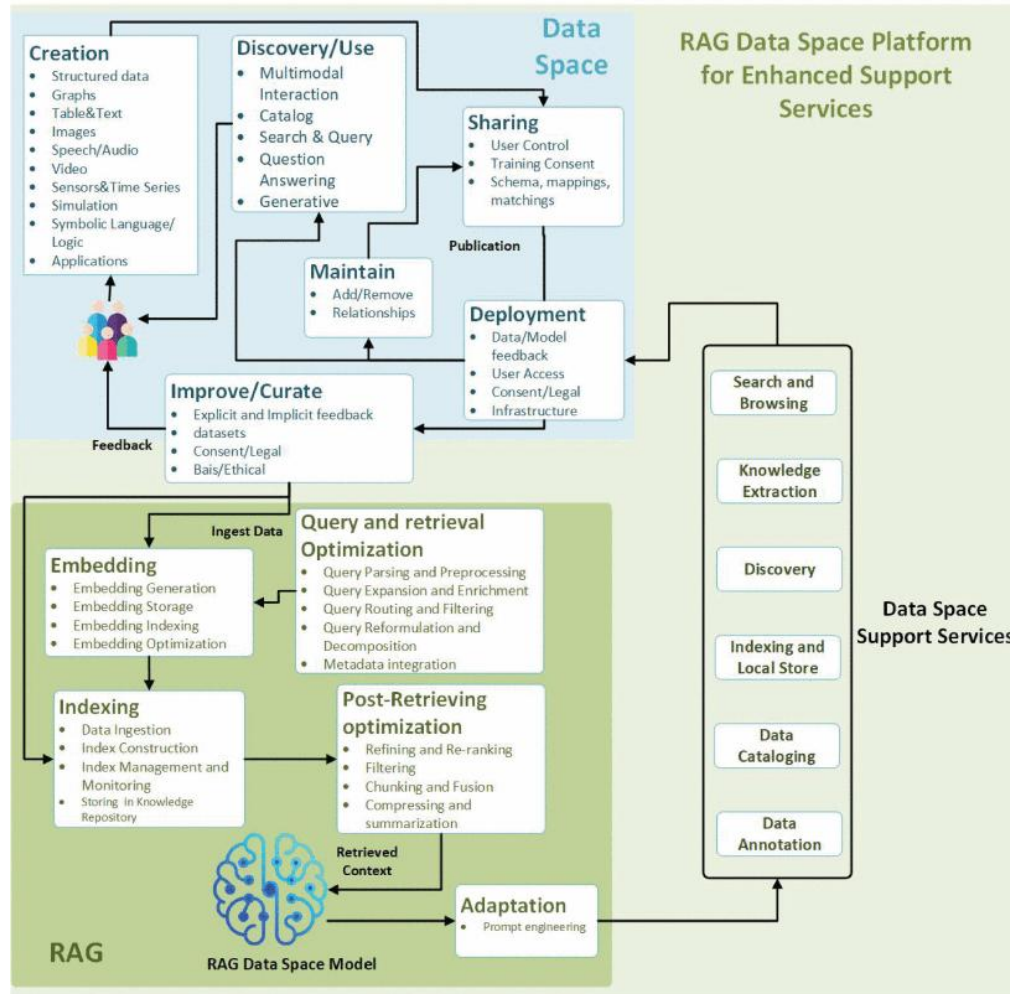 Data
Space
RAG Data Space Platform
for Enhanced Support
Services
Creation
• Structured data
• Graphs
• Table&Text
• Images
• Speech/Audio
• Video
• Sensors&Time Series
• Simulation
• Symbolic Language/
Logic
• Applications
Discovery/Use
• Multimodal
Interaction
• Catalog
• Search & Query
• Question
Answering
• Generative
Sharing
• User Control
• Training Consent
• Schema, mappings,
matchings
Publication
Maintain
• Add/Remove
• Relationships
Deployment
• Data/Model
feedback
• User Access
• Consent/Legal
• Infrastructure
Improve/Curate
• Explicit and Implicit feedback
• datasets
• Consent/Legal
• Bais/Ethical
Feedback
Ingest Data
Query and retrieval
Optimization
• Query Parsing and Preprocessing
• Query Expansion and Enrichment
• Query Routing and Filtering
• Query Reformulation and
Decomposition
• Metadata integration
Embedding
• Embedding Generation
• Embedding Storage
• Embedding Indexing
• Embedding Optimization
Indexing
• Data Ingestion
• Index Construction
• Index Management and
Monitoring
• Storing in Knowledge
Repository
Post-Retrieving
optimization
• Refining and Re-ranking
• Filtering
• Chunking and Fusion
• Compressing and
summarization
Retrieved
Context
RAG Data Space Model
Adaptation
• Prompt engineering
RAG
Search and
Browsing
Knowledge
Extraction
Discovery
Indexing and
Local Store
Data
Cataloging
Data
Annotation
Data Space
Support Services